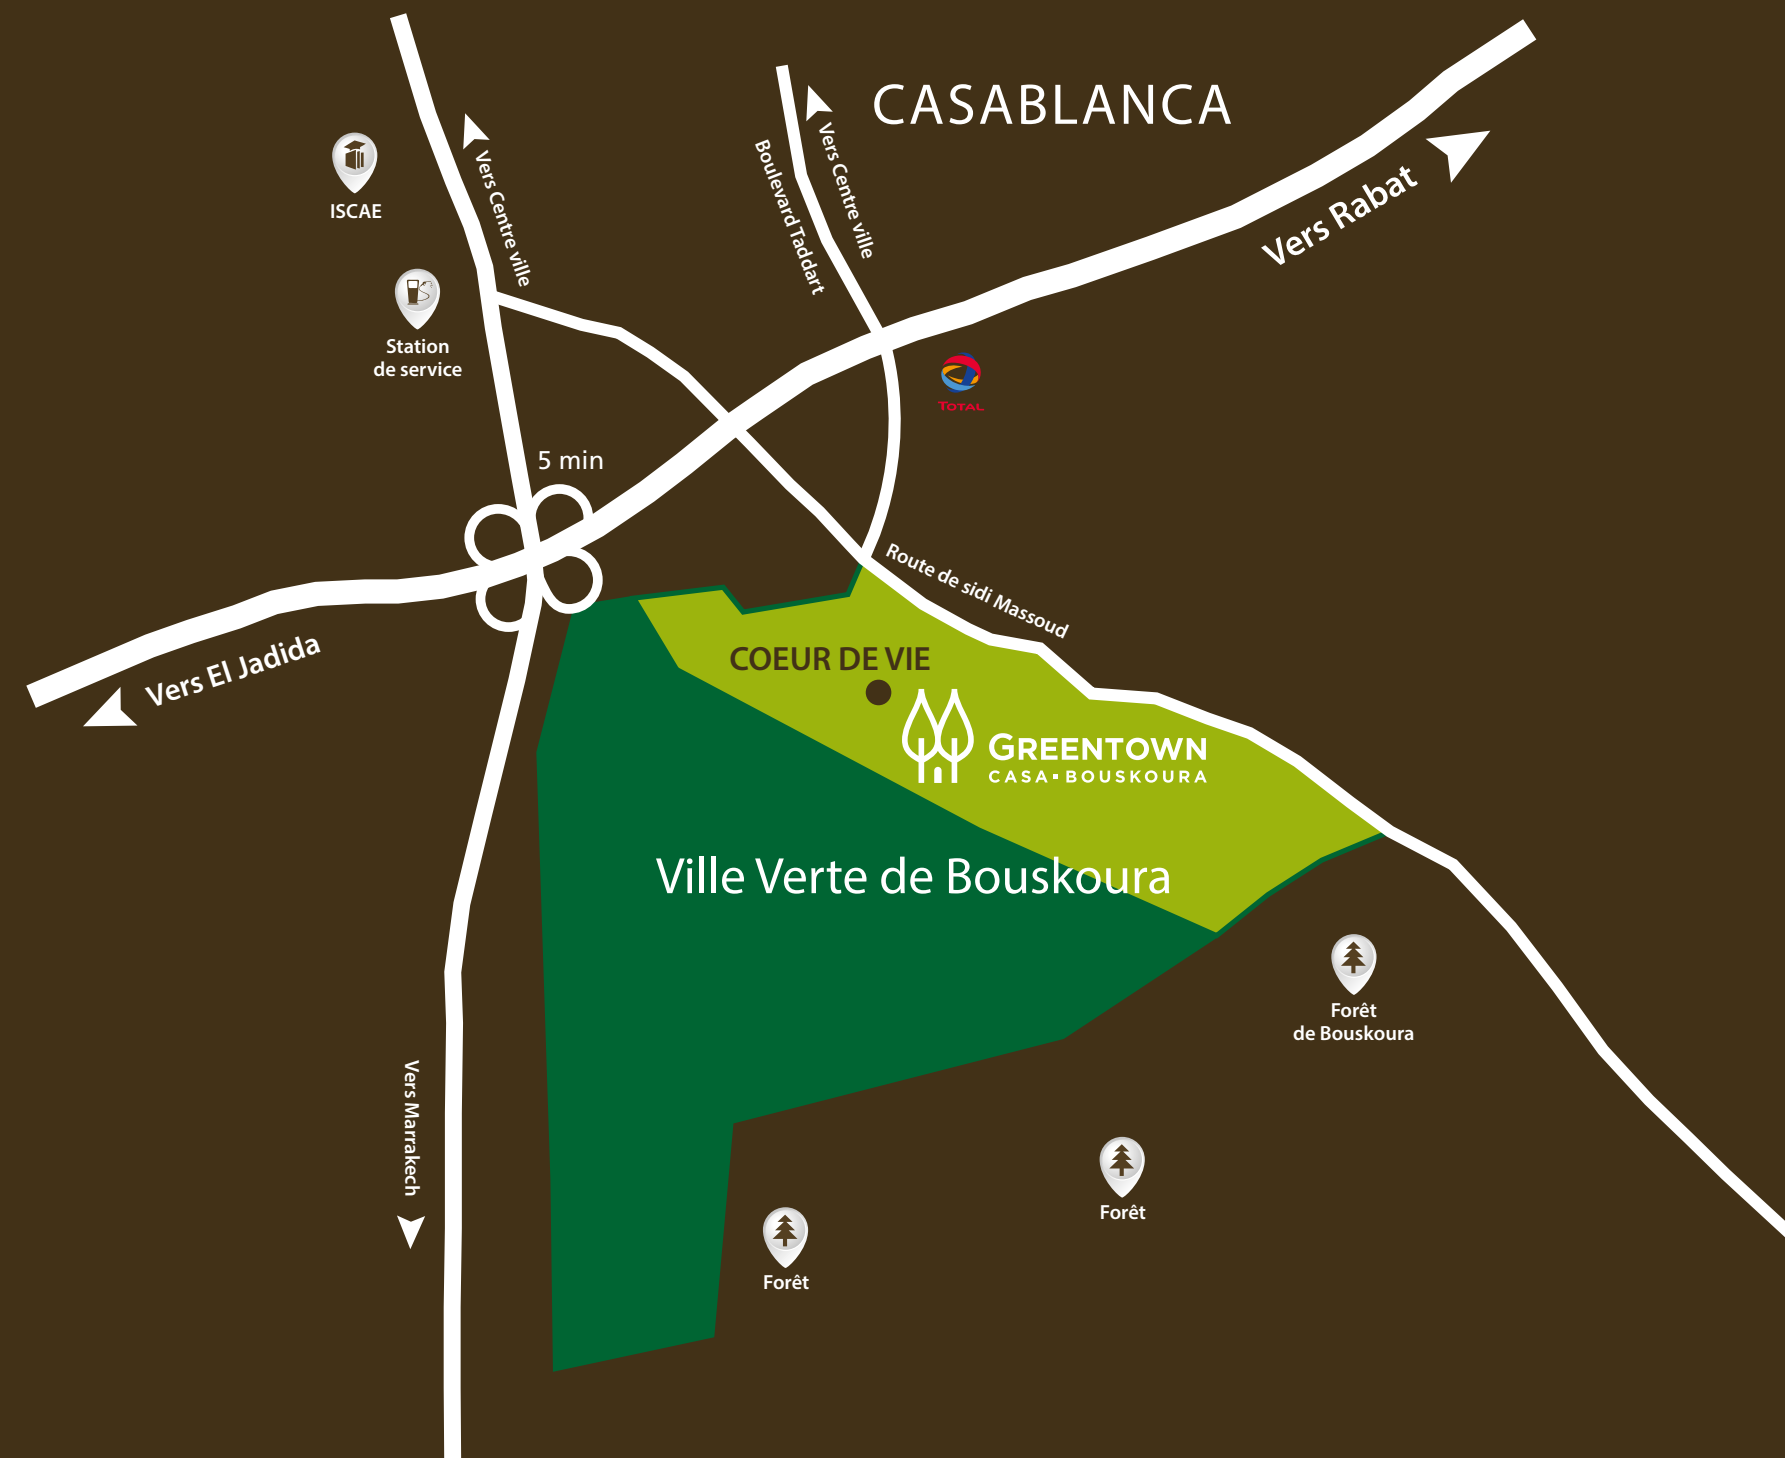 CASABLANCA
Vers Centre ville
Vers Centre ville
Boulevard Taddart
ISCAE
Vers Rabat
Station
de service
TOTAL
5 min
Route de sidi Massoud
Vers El Jadida
COEUR DE VIE
GREENTOWN
CASA▪BOUSKOURA
Ville Verte de Bouskoura
Forêt
de Bouskoura
Vers Marrakech
Forêt
Forêt